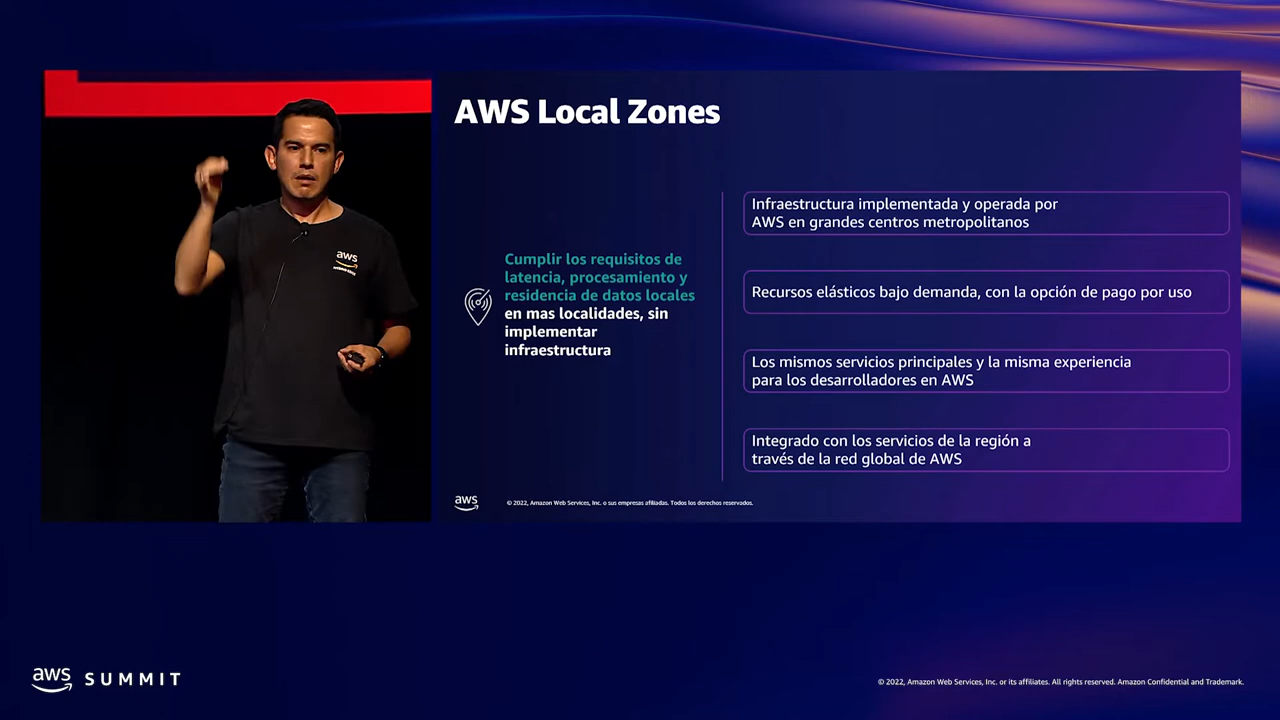 AWS Local Zones
aws
Cumplir los requisitos de
latencia, procesamiento y
residencia de datos locales
en mas localidades, sin
implementar
infraestructura
Infraestructura implementada y operada por
AWS en grandes centros metropolitanos
Recursos elásticos bajo demanda, con la opción de pago por uso
Los mismos servicios principales y la misma experiencia
para los desarrolladores en AWS
Integrado con los servicios de la región a
través de la red global de AWS
aws
© 2022, Amazon Web Services, Inc. o sus empresas afiliadas. Todos los derechos reservados.
aws SUMMIT
© 2022, Amazon Web Services, Inc. or its affiliates. All rights reserved. Amazon Confidential and Trademark.